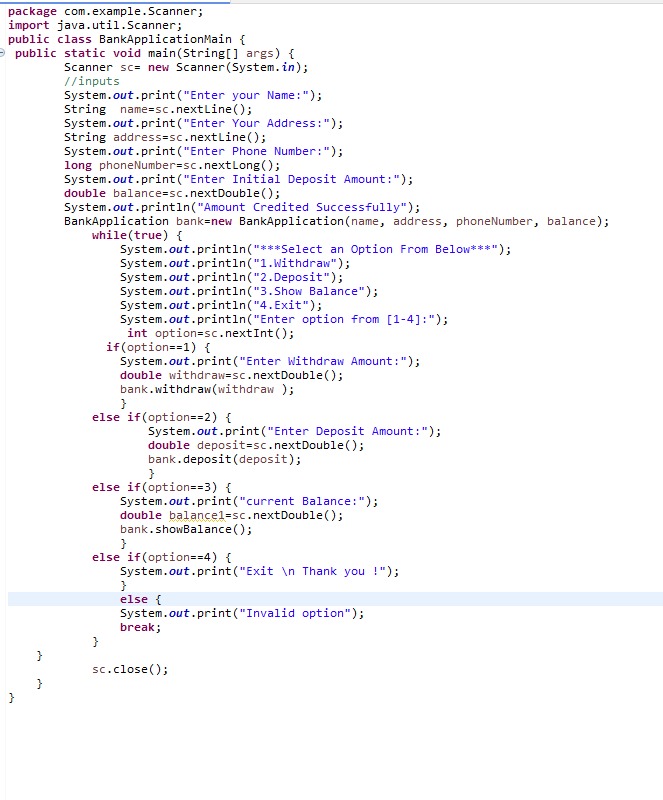 package com.example.Scanner;
import java.util.Scanner;
public class BankApplicationMain {
public static void main(String[] args) {
Scanner sc= new Scanner(System.in);
//inputs
System.out.print("Enter your Name:");
String  name=sc.nextLine();
System.out.print("Enter Your Address:");
String address=sc.nextLine();
System.out.print("Enter Phone Number:");
long phoneNumber=sc.nextLong();
System.out.print("Enter Initial Deposit Amount:");
double balance=sc.nextDouble();
System.out.println("Amount Credited Successfully");
BankApplication bank=new BankApplication(name, address, phoneNumber, balance);
while(true) {
System.out.println("***Select an Option From Below***");
System.out.println("1.Withdraw");
System.out.println("2.Deposit");
System.out.println("3.Show Balance");
System.out.println("4.Exit");
System.out.println("Enter option from [1-4]:");
int option=sc.nextInt();
if(option==1) {
System.out.print("Enter Withdraw Amount:");
double withdraw=sc.nextDouble();
bank.withdraw(withdraw );
}
else if(option==2) {
System.out.print("Enter Deposit Amount:");
double deposit=sc.nextDouble();
bank.deposit(deposit);
}
else if(option==3) {
System.out.print("current Balance:");
double balance1=sc.nextDouble();
bank.showBalance();
}
else if(option==4) {
System.out.print("Exit \n Thank you !");
}
else {
System.out.print("Invalid option");
break;
}
}
sc.close();
}
}